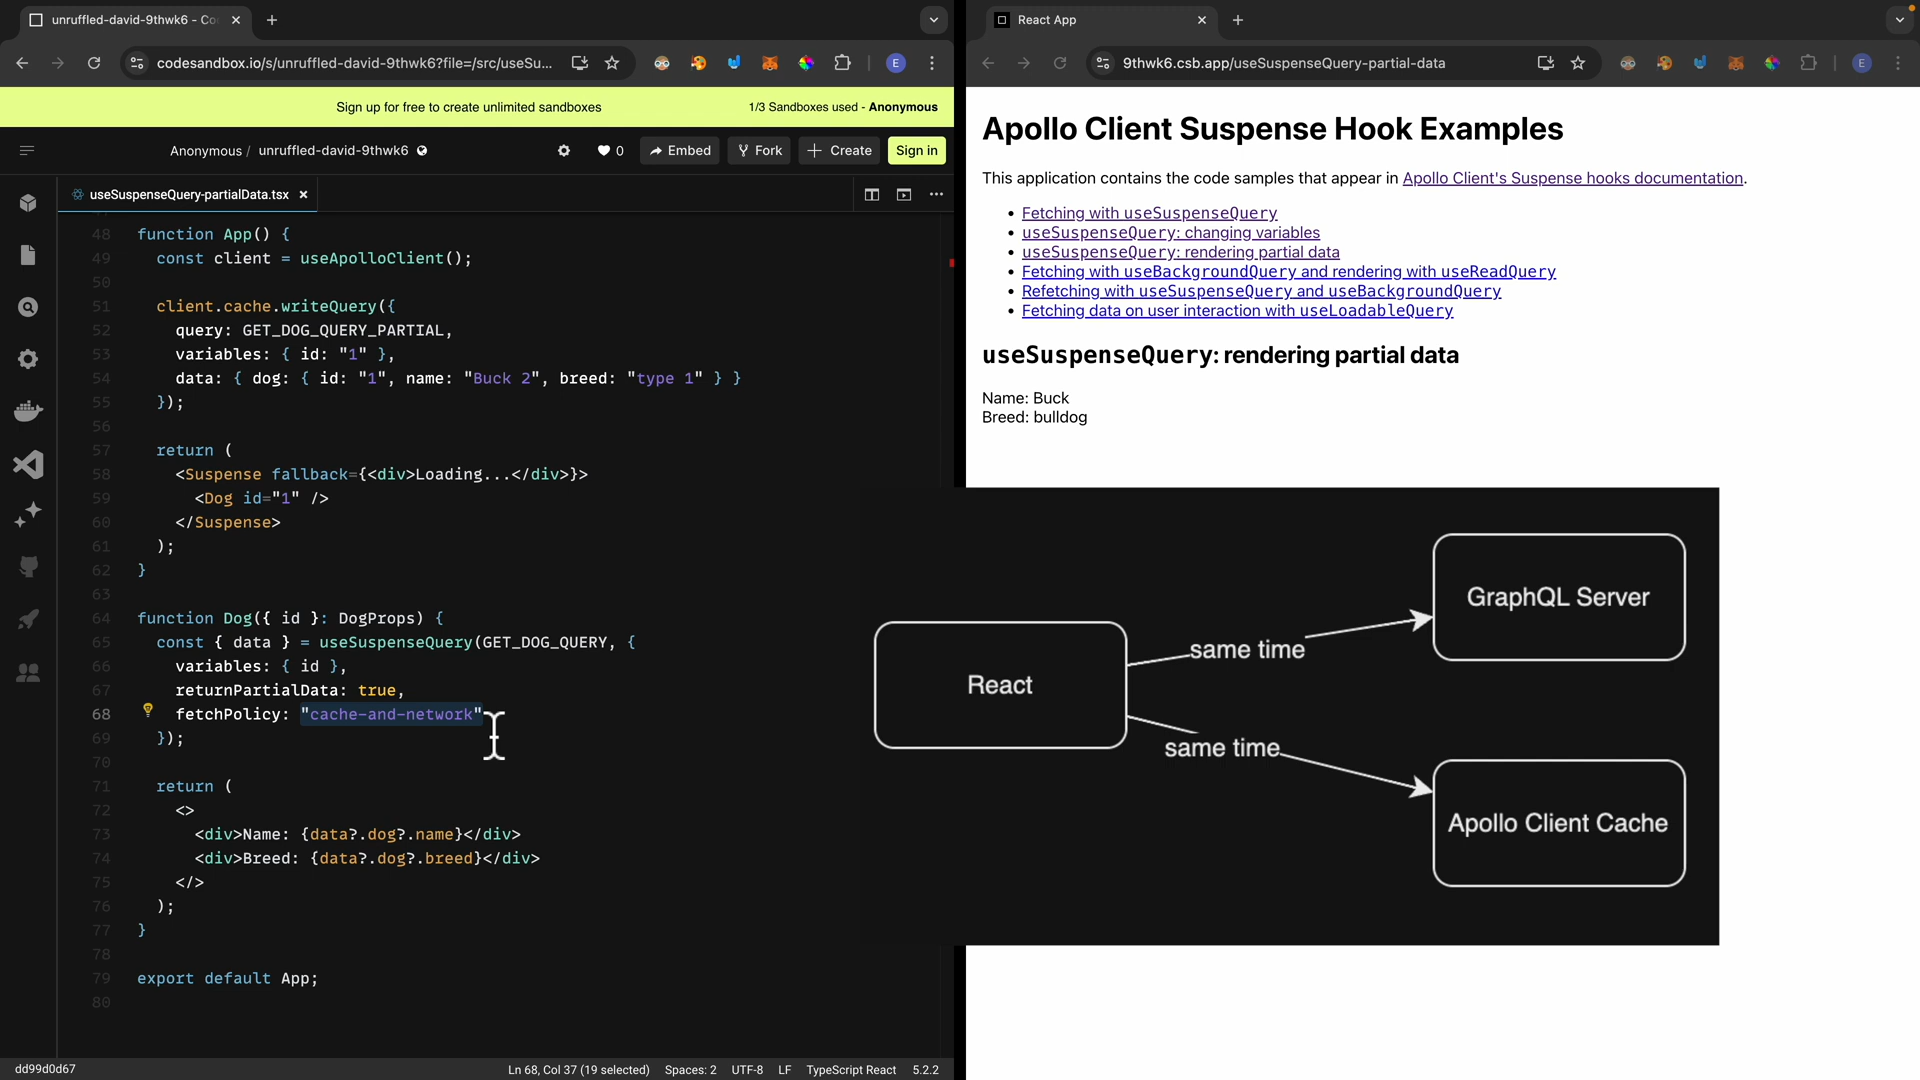 unruffled-david-9thwk6 - Co
codesandbox.io/s/unruffled-david-9thwk6?file=/src/useSu...
E
Sign up for free to create unlimited sandboxes
1/3 Sandboxes used - Anonymous
Anonymous / unruffled-david-9thwk6
0
Embed
Fork
Create
Sign in
useSuspenseQuery-partialData.tsx
48 function App() {
49 const client = useApolloClient();
50
51 client.cache.writeQuery({
52 query: GET_DOG_QUERY_PARTIAL,
53 variables: { id: "1" },
54 data: { dog: { id: "1", name: "Buck 2", breed: "type 1" } }
55 });
56
57 return (
58 <Suspense fallback={<div>Loading...</div>}>
59 <Dog id="1" />
60 </Suspense>
61 );
62 }
63
64 function Dog({ id }: DogProps) {
65 const { data } = useSuspenseQuery(GET_DOG_QUERY, {
66 variables: { id },
67 returnPartialData: true,
68 fetchPolicy: "cache-and-network"
69 });
70
71 return (
72 <>
73 <div>Name: {data?.dog?.name}</div>
74 <div>Breed: {data?.dog?.breed}</div>
75 </>
76 );
77 }
78
79 export default App;
80
dd99d0d67
Ln 68, Col 37 (19 selected)
Spaces: 2
UTF-8
LF
TypeScript React
5.2.2
React App
9thwk6.csb.app/useSuspenseQuery-partial-data
E
Apollo Client Suspense Hook Examples
This application contains the code samples that appear in Apollo Client's Suspense hooks documentation.
• Fetching with useSuspenseQuery
• useSuspenseQuery: changing variables
• useSuspenseQuery: rendering partial data
• Fetching with useBackgroundQuery and rendering with useReadQuery
• Refetching with useSuspenseQuery and useBackgroundQuery
• Fetching data on user interaction with useLoadableQuery
useSuspenseQuery: rendering partial data
Name: Buck
Breed: bulldog
GraphQL Server
same time
React
same time
Apollo Client Cache